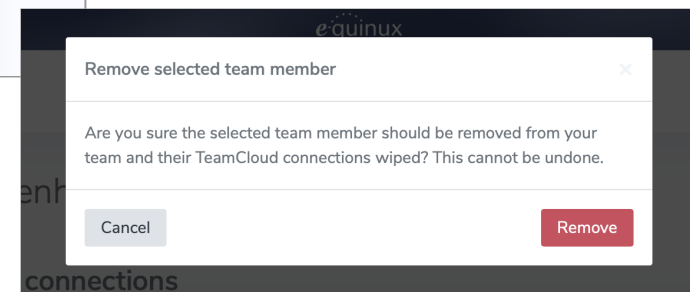 equinux
Remove selected team member
×
Are you sure the selected team member should be removed from your
team and their TeamCloud connections wiped? This cannot be undone.
enh
Cancel
Remove
connections